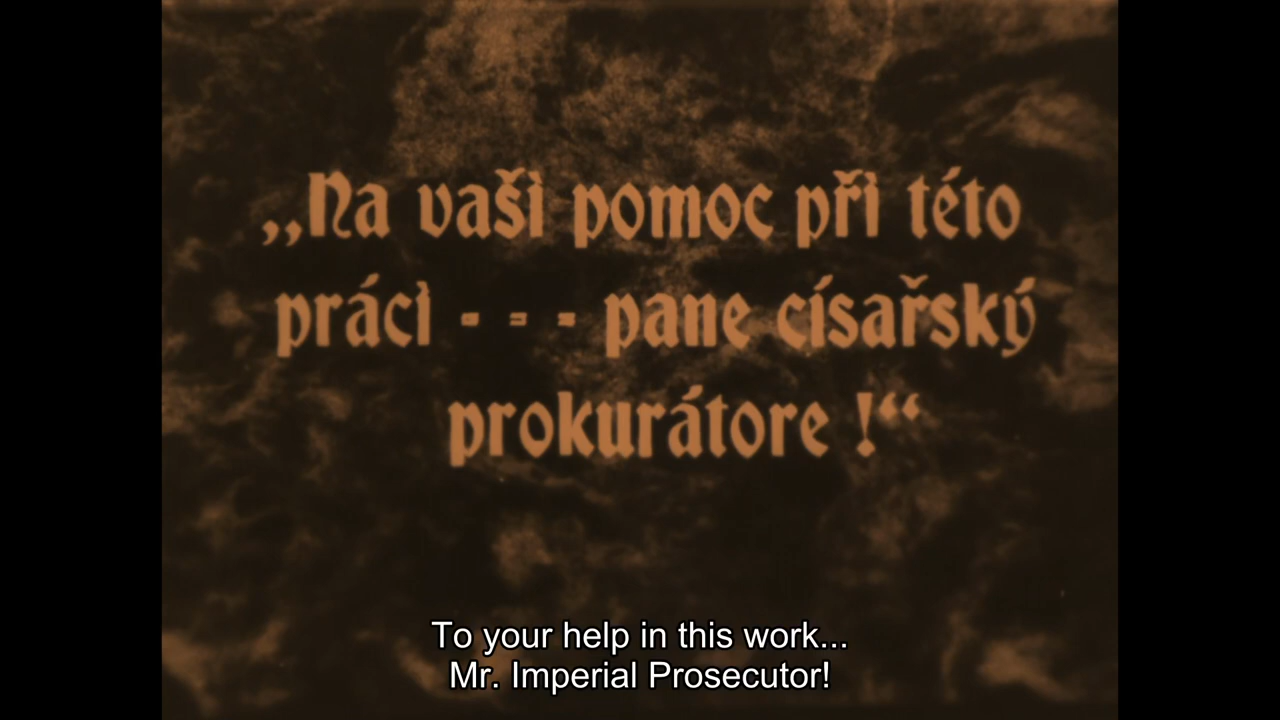 „Na vaši pomoc při této
práci - - - pane císařský
prokurátore !“
To your help in this work...
Mr. Imperial Prosecutor!